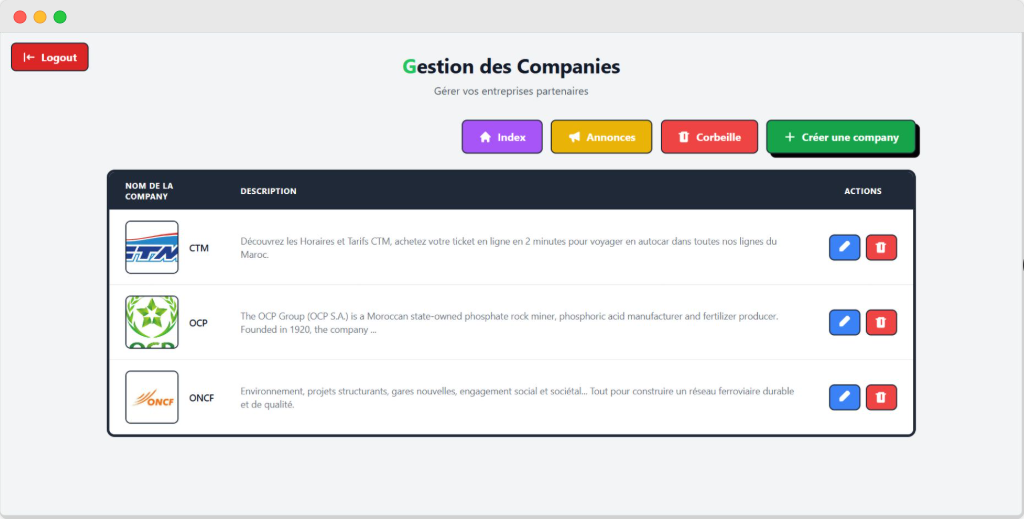 Logout
Gestion des Companies
Gérer vos entreprises partenaires
Index
Annonces
Corbeille
Créer une company
NOM DE LA
COMPANY
DESCRIPTION
ACTIONS
CTM
CTM
Découvrez les Horaires et Tarifs CTM, achetez votre ticket en ligne en 2 minutes pour voyager en autocar dans toutes nos lignes du
Maroc.
OCP
OCP
The OCP Group (OCP S.A.) is a Moroccan state-owned phosphate rock miner, phosphoric acid manufacturer and fertilizer producer.
Founded in 1920, the company ...
ONCF
ONCF
Environnement, projets structurants, gares nouvelles, engagement social et sociétal... Tout pour construire un réseau ferroviaire durable
et de qualité.